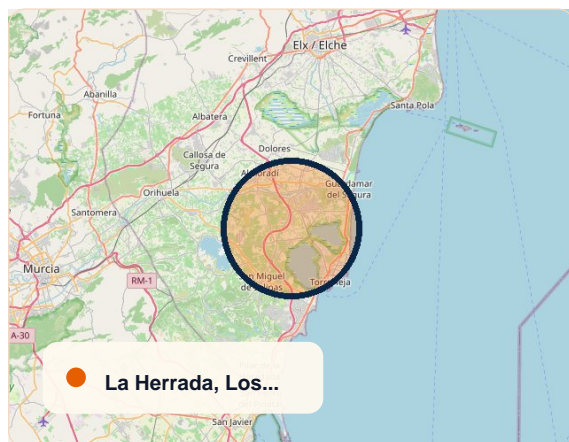 Elx / Elche
Crevillent
Abanilla
Fortuna
Albatera
Santa Pola
Dolores
Callosa de
Segura
Almoradí
Guardamar
del Segura
Orihuela
Santomera
Murcia
RM-1
San Miguel
de Salinas
Torrevieja
A-30
La Herrada, Los...
San Javier